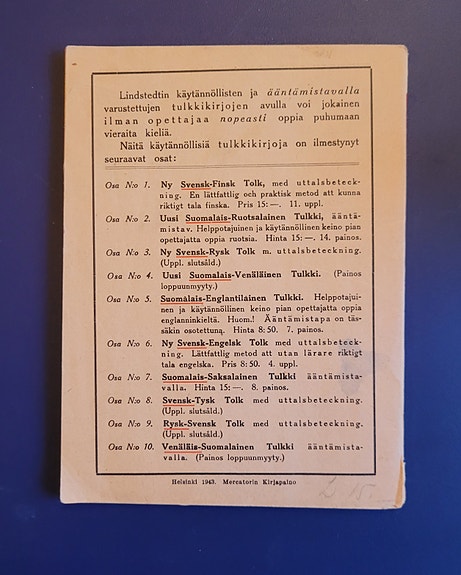 Lindstedtin käytännöllisten ja ääntämistavalla
varustettujen tulkkikirjojen avulla voi jokainen
ilman opettajaa nopeasti oppia puhumaan
vieraita kieliä.
Näitä käytännöllisiä tulkkikirjoja on ilmestynyt
seuraavat osat:
Osa N:o 1. Ny Svensk-Finsk Tolk, med uttalsbeteck-
ning. En lättfattlig och praktisk metod att kunna
riktigt tala finska. Pris 15:—. 11. uppl.
Osa N:o 2. Uusi Suomalais-Ruotsalainen Tulkki, ääntä-
mistav. Helppotajuinen ja käytännöllinen keino pian
opettajatta oppia ruotsia. Hinta 15:—. 14. painos.
Osa N:o 3. Ny Svensk-Rysk Tolk m. uttalsbeteckning.
(Uppl. slutsåld.)
Osa N:o 4. Uusi Suomalais-Venäläinen Tulkki. (Painos
loppuunmyyty.)
Osa N:o 5. Suomalais-Englantilainen Tulkki. Helppotajui-
nen ja käytännöllinen keino pian opettajatta oppia
englanninkieltä. Huom.! Ääntämistapa on täs-
säkin osotettuna. Hinta 8:50. 7. painos.
Osa N:o 6. Ny Svensk-Engelsk Tolk med uttalsbeteck-
ning. Lättfattlig metod att utan lärare riktigt
tala engelska. Pris 8:50. 4. uppl.
Osa N:o 7. Suomalais-Saksalainen Tulkki ääntämista-
valla. Hinta 15:—. 8. painos.
Osa N:o 8. Svensk-Tysk Tolk med uttalsbeteckning.
(Uppl. slutsåld.)
Osa N:o 9. Rysk-Svensk Tolk med uttalsbeteckning.
(Uppl. slutsåld.)
Osa N:o 10. Venäläis-Suomalainen Tulkki ääntämista-
valla. (Painos loppuunmyyty.)
Helsinki 1943. Mercatorin Kirjapaino